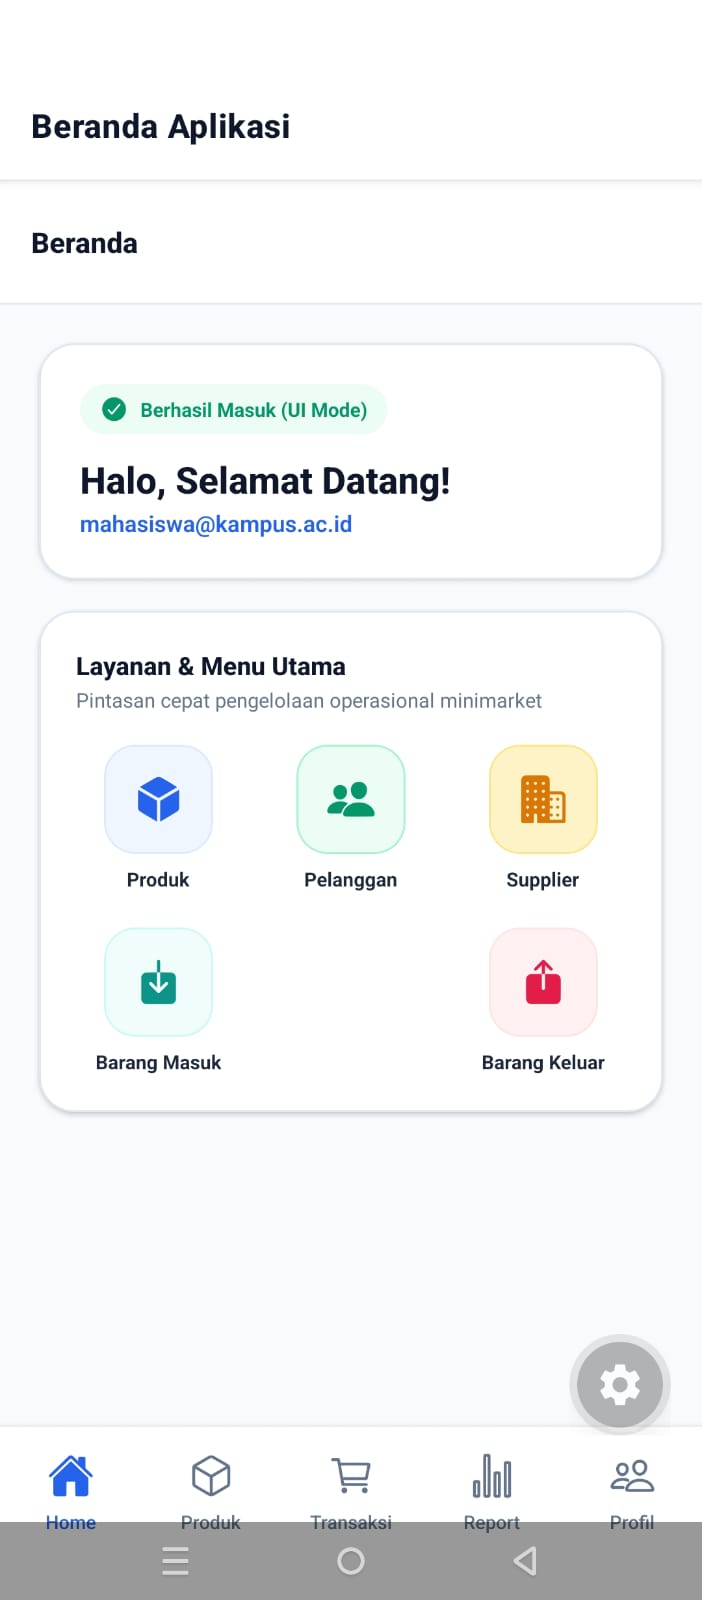 Beranda Aplikasi
Beranda
Berhasil Masuk (UI Mode)
Halo, Selamat Datang!
mahasiswa@kampus.ac.id
Layanan & Menu Utama
Pintasan cepat pengelolaan operasional minimarket
Produk
Pelanggan
Supplier
Barang Masuk
Barang Keluar
Home
Produk
Transaksi
Report
Profil